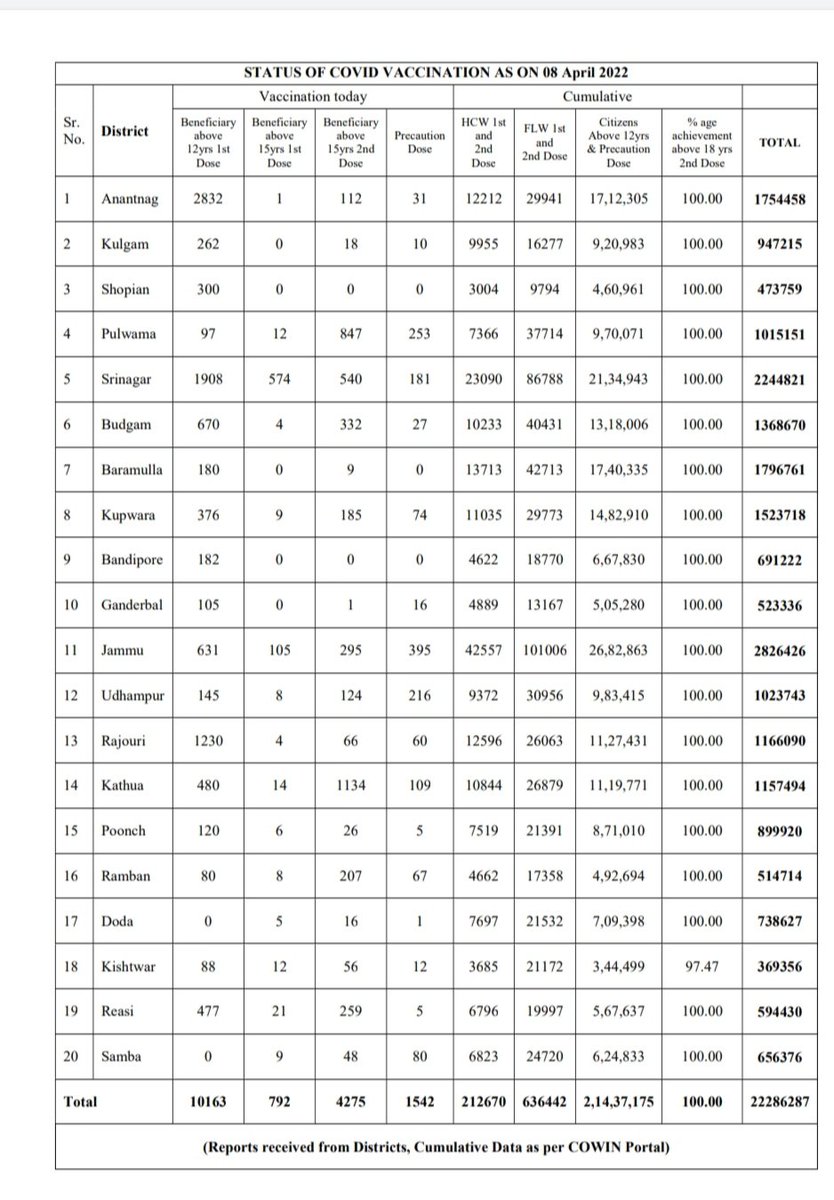 STATUS OF COVID VACCINATION AS ON 08 April 2022
Sr. No. District Vaccination today Cumulative
Beneficiary above 12yrs 1st Dose Beneficiary above 15yrs 1st Dose Beneficiary above 15yrs 2nd Dose Precaution Dose HCW 1st and 2nd Dose FLW 1st and 2nd Dose Citizens Above 12yrs & Precaution Dose % age achievement above 18 yrs 2nd Dose TOTAL
1 Anantnag 2832 1 112 31 12212 29941 17,12,305 100.00 1754458
2 Kulgam 262 0 18 10 9955 16277 9,20,983 100.00 947215
3 Shopian 300 0 0 0 3004 9794 4,60,961 100.00 473759
4 Pulwama 97 12 847 253 7366 37714 9,70,071 100.00 1015151
5 Srinagar 1908 574 540 181 23090 86788 21,34,943 100.00 2244821
6 Budgam 670 4 332 27 10233 40431 13,18,006 100.00 1368670
7 Baramulla 180 0 9 0 13713 42713 17,40,335 100.00 1796761
8 Kupwara 376 9 185 74 11035 29773 14,82,910 100.00 1523718
9 Bandipore 182 0 0 0 4622 18770 6,67,830 100.00 691222
10 Ganderbal 105 0 1 16 4889 13167 5,05,280 100.00 523336
11 Jammu 631 105 295 395 42557 101006 26,82,863 100.00 2826426
12 Udhampur 145 8 124 216 9372 30956 9,83,415 100.00 1023743
13 Rajouri 1230 4 66 60 12596 26063 11,27,431 100.00 1166090
14 Kathua 480 14 1134 109 10844 26879 11,19,771 100.00 1157494
15 Poonch 120 6 26 5 7519 21391 8,71,010 100.00 899920
16 Ramban 80 8 207 67 4662 17358 4,92,694 100.00 514714
17 Doda 0 5 16 1 7697 21532 7,09,398 100.00 738627
18 Kishtwar 88 12 56 12 3685 21172 3,44,499 97.47 369356
19 Reasi 477 21 259 5 6796 19997 5,67,637 100.00 594430
20 Samba 0 9 48 80 6823 24720 6,24,833 100.00 656376
Total 10163 792 4275 1542 212670 636442 2,14,37,175 100.00 22286287
(Reports received from Districts, Cumulative Data as per COWIN Portal)